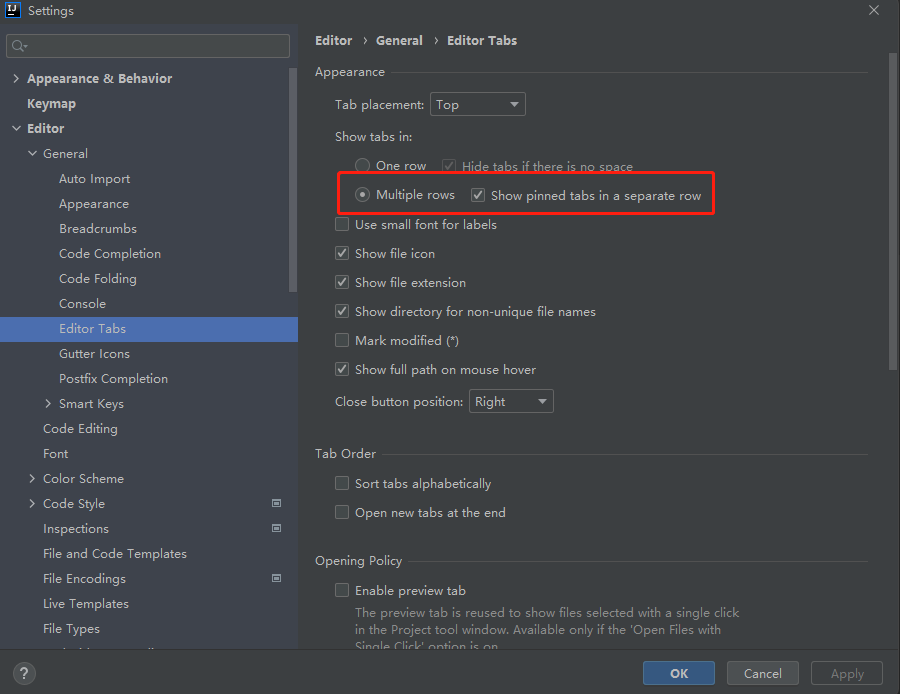 IJ
Settings
Appearance & Behavior
Keymap
Editor
General
Auto Import
Appearance
Breadcrumbs
Code Completion
Code Folding
Console
Editor Tabs
Gutter Icons
Postfix Completion
Smart Keys
Code Editing
Font
Color Scheme
Code Style
Inspections
File and Code Templates
File Encodings
Live Templates
File Types
Editor › General › Editor Tabs
Appearance
Tab placement: Top
Show tabs in:
One row Hide tabs if there is no space
Multiple rows Show pinned tabs in a separate row
Use small font for labels
Show file icon
Show file extension
Show directory for non-unique file names
Mark modified (*)
Show full path on mouse hover
Close button position: Right
Tab Order
Sort tabs alphabetically
Open new tabs at the end
Opening Policy
Enable preview tab
The preview tab is reused to show files selected with a single click
in the Project tool window. Available only if the 'Open Files with
Single Click' option is on.
?
OK Cancel Apply